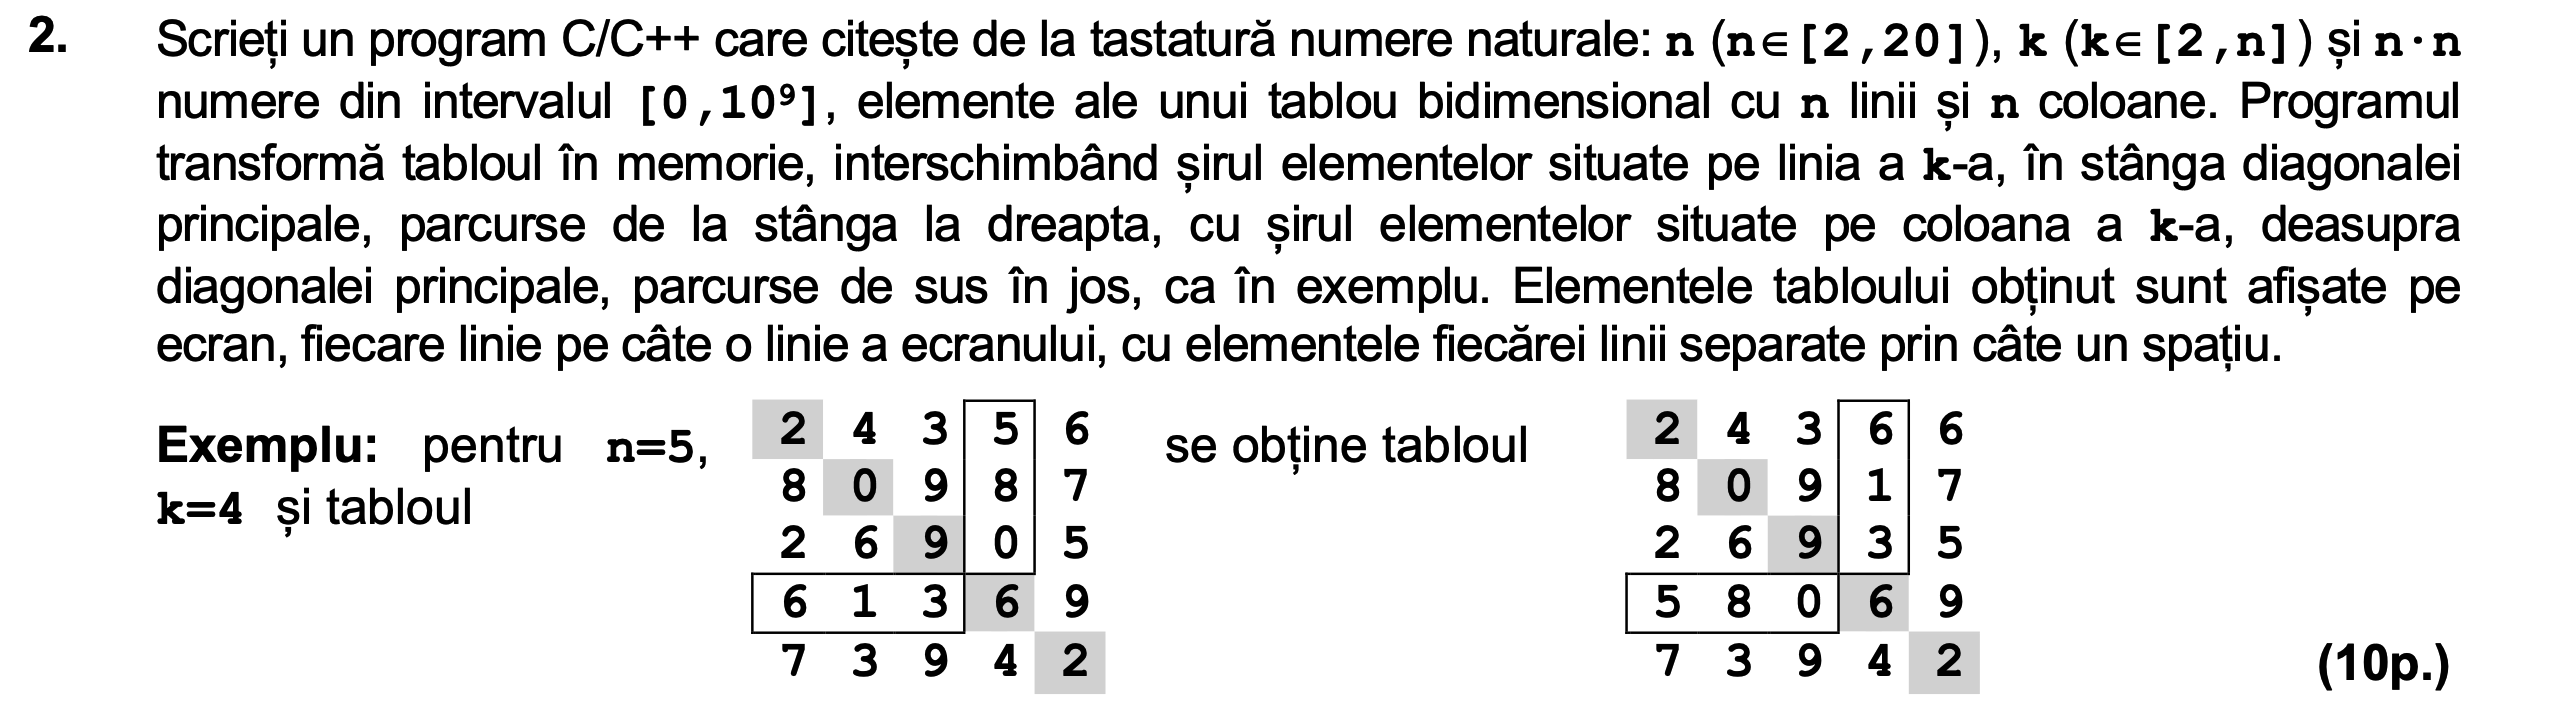 2. Scrieți un program C/C++ care citește de la tastatură numere naturale: n (n∈[2,20]), k (k∈[2,n]) și n·n
numere din intervalul [0,10⁹], elemente ale unui tablou bidimensional cu n linii și n coloane. Programul
transformă tabloul în memorie, interschimbând șirul elementelor situate pe linia a k-a, în stânga diagonalei
principale, parcurse de la stânga la dreapta, cu șirul elementelor situate pe coloana a k-a, deasupra
diagonalei principale, parcurse de sus în jos, ca în exemplu. Elementele tabloului obținut sunt afișate pe
ecran, fiecare linie pe câte o linie a ecranului, cu elementele fiecărei linii separate prin câte un spațiu.
Exemplu: pentru n=5,
k=4 și tabloul
2 4 3 5 6
8 0 9 8 7
2 6 9 0 5
6 1 3 6 9
7 3 9 4 2
se obține tabloul
2 4 3 6 6
8 0 9 1 7
2 6 9 3 5
5 8 0 6 9
7 3 9 4 2
(10p.)